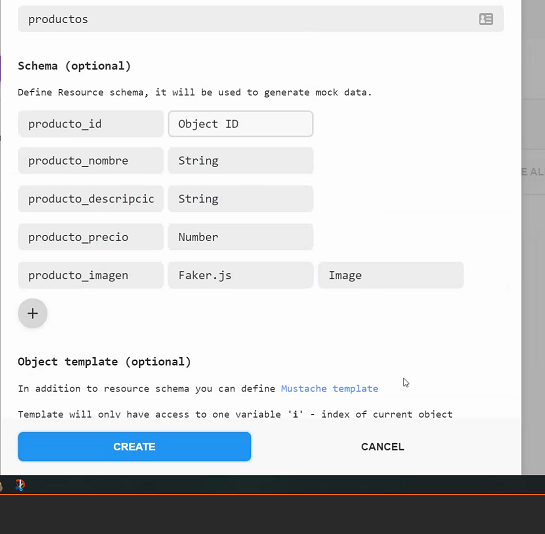 productos
Schema (optional)
Define Resource schema, it will be used to generate mock data.
producto_id Object ID
producto_nombre String
producto_descripcic String
producto_precio Number
producto_imagen Faker.js Image
+
Object template (optional)
In addition to resource schema you can define Mustache template
Template will only have access to one variable 'i' - index of current object
CREATE CANCEL
E AL